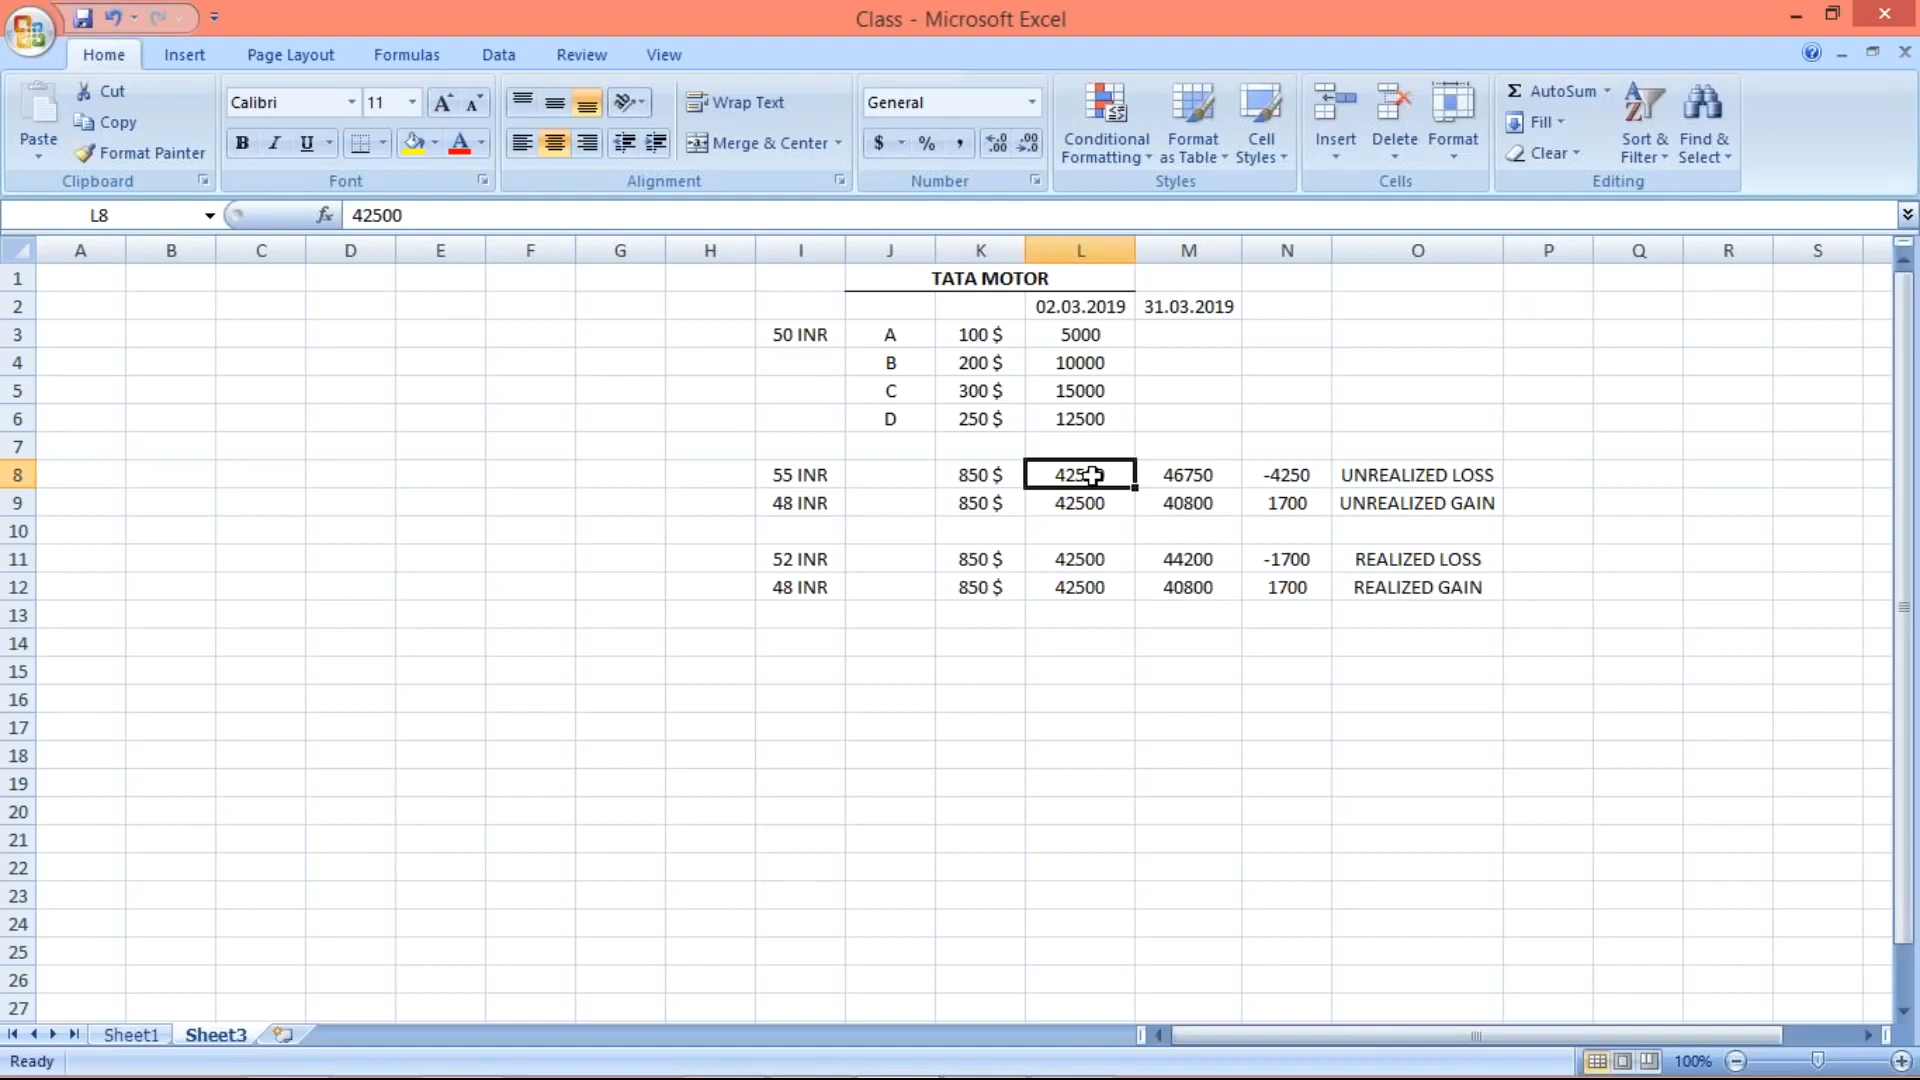 Class - Microsoft Excel
Home Insert Page Layout Formulas Data Review View
Paste
Cut
Copy
Format Painter
Clipboard
Calibri 11
B I U
Font
Wrap Text
Merge & Center
Alignment
General
$ % ,
Number
Conditional Formatting
Format as Table
Cell Styles
Styles
Insert Delete Format
Cells
Σ AutoSum
Fill
Clear
Sort & Filter
Find & Select
Editing
L8 fx 42500
A B C D E F G H I J K L M N O P Q R S
1 TATA MOTOR
2 02.03.2019 31.03.2019
3 50 INR A 100 $ 5000
4 B 200 $ 10000
5 C 300 $ 15000
6 D 250 $ 12500
7
8 55 INR 850 $ 42500 46750 -4250 UNREALIZED LOSS
9 48 INR 850 $ 42500 40800 1700 UNREALIZED GAIN
10
11 52 INR 850 $ 42500 44200 -1700 REALIZED LOSS
12 48 INR 850 $ 42500 40800 1700 REALIZED GAIN
13
14
15
16
17
18
19
20
21
22
23
24
25
26
27
Sheet1 Sheet3
Ready 100%